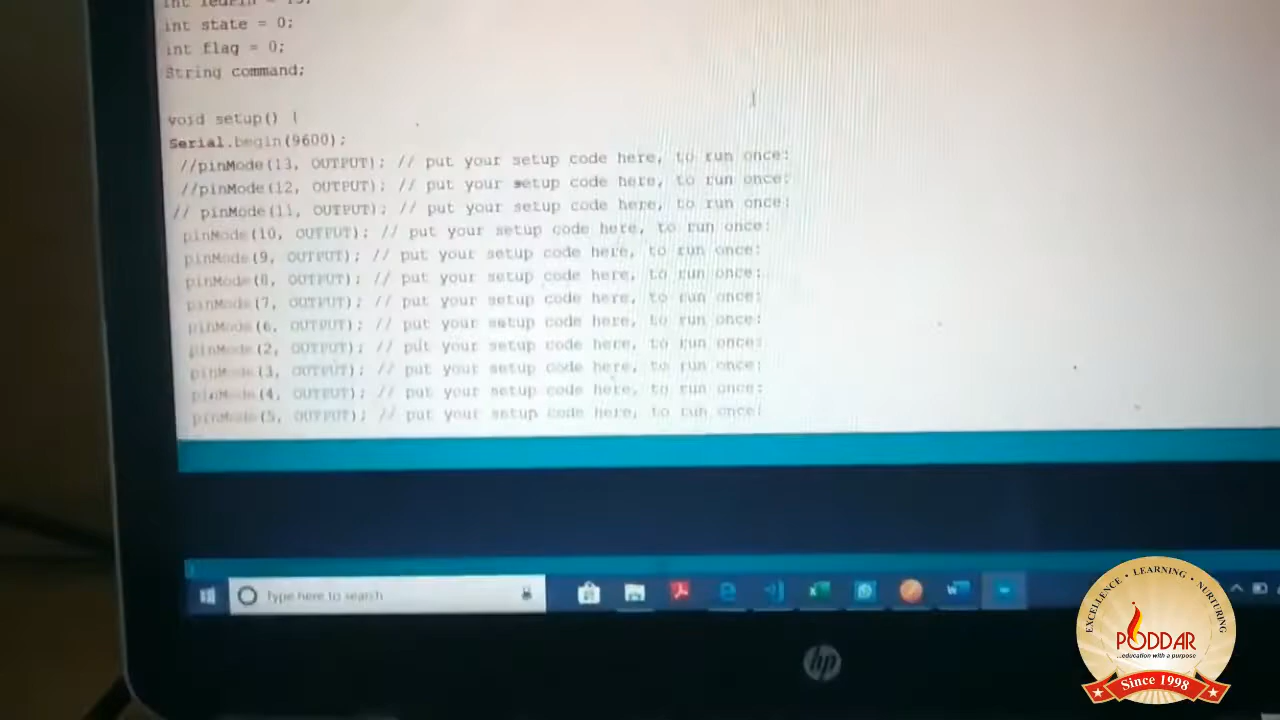 int ledPin = 13;
int state = 0;
int flag = 0;
String command;
void setup() {
Serial.begin(9600);
//pinMode(13, OUTPUT); // put your setup code here, to run once:
//pinMode(12, OUTPUT); // put your setup code here, to run once:
// pinMode(11, OUTPUT); // put your setup code here, to run once:
pinMode(10, OUTPUT); // put your setup code here, to run once:
pinMode(9, OUTPUT); // put your setup code here, to run once:
pinMode(8, OUTPUT); // put your setup code here, to run once:
pinMode(7, OUTPUT); // put your setup code here, to run once:
pinMode(6, OUTPUT); // put your setup code here, to run once:
pinMode(2, OUTPUT); // put your setup code here, to run once:
pinMode(3, OUTPUT); // put your setup code here, to run once:
pinMode(4, OUTPUT); // put your setup code here, to run once:
pinMode(5, OUTPUT); // put your setup code here, to run once:
Type here to search
hp
EXCELLENCE • LEARNING • NURTURING
PODDAR
...education with a purpose
Since 1998